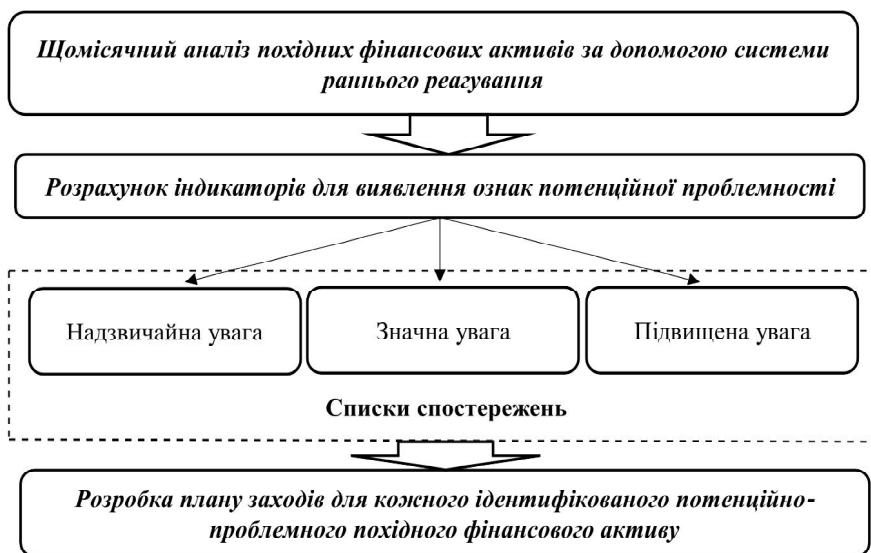 Щомісячний аналіз похідних фінансових активів за допомогою системи
раннього реагування
Розрахунок індикаторів для виявлення ознак потенційної проблемності
Надзвичайна увага
Значна увага
Підвищена увага
Списки спостережень
Розробка плану заходів для кожного ідентифікованого потенційно-
проблемного похідного фінансового активу